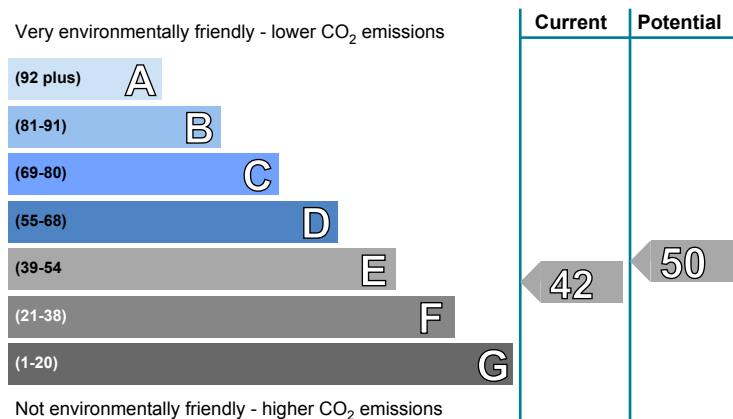 Current Potential
Very environmentally friendly - lower CO₂ emissions
(92 plus) A
(81-91) B
(69-80) C
(55-68) D
(39-54 E
42 50
(21-38) F
(1-20) G
Not environmentally friendly - higher CO₂ emissions